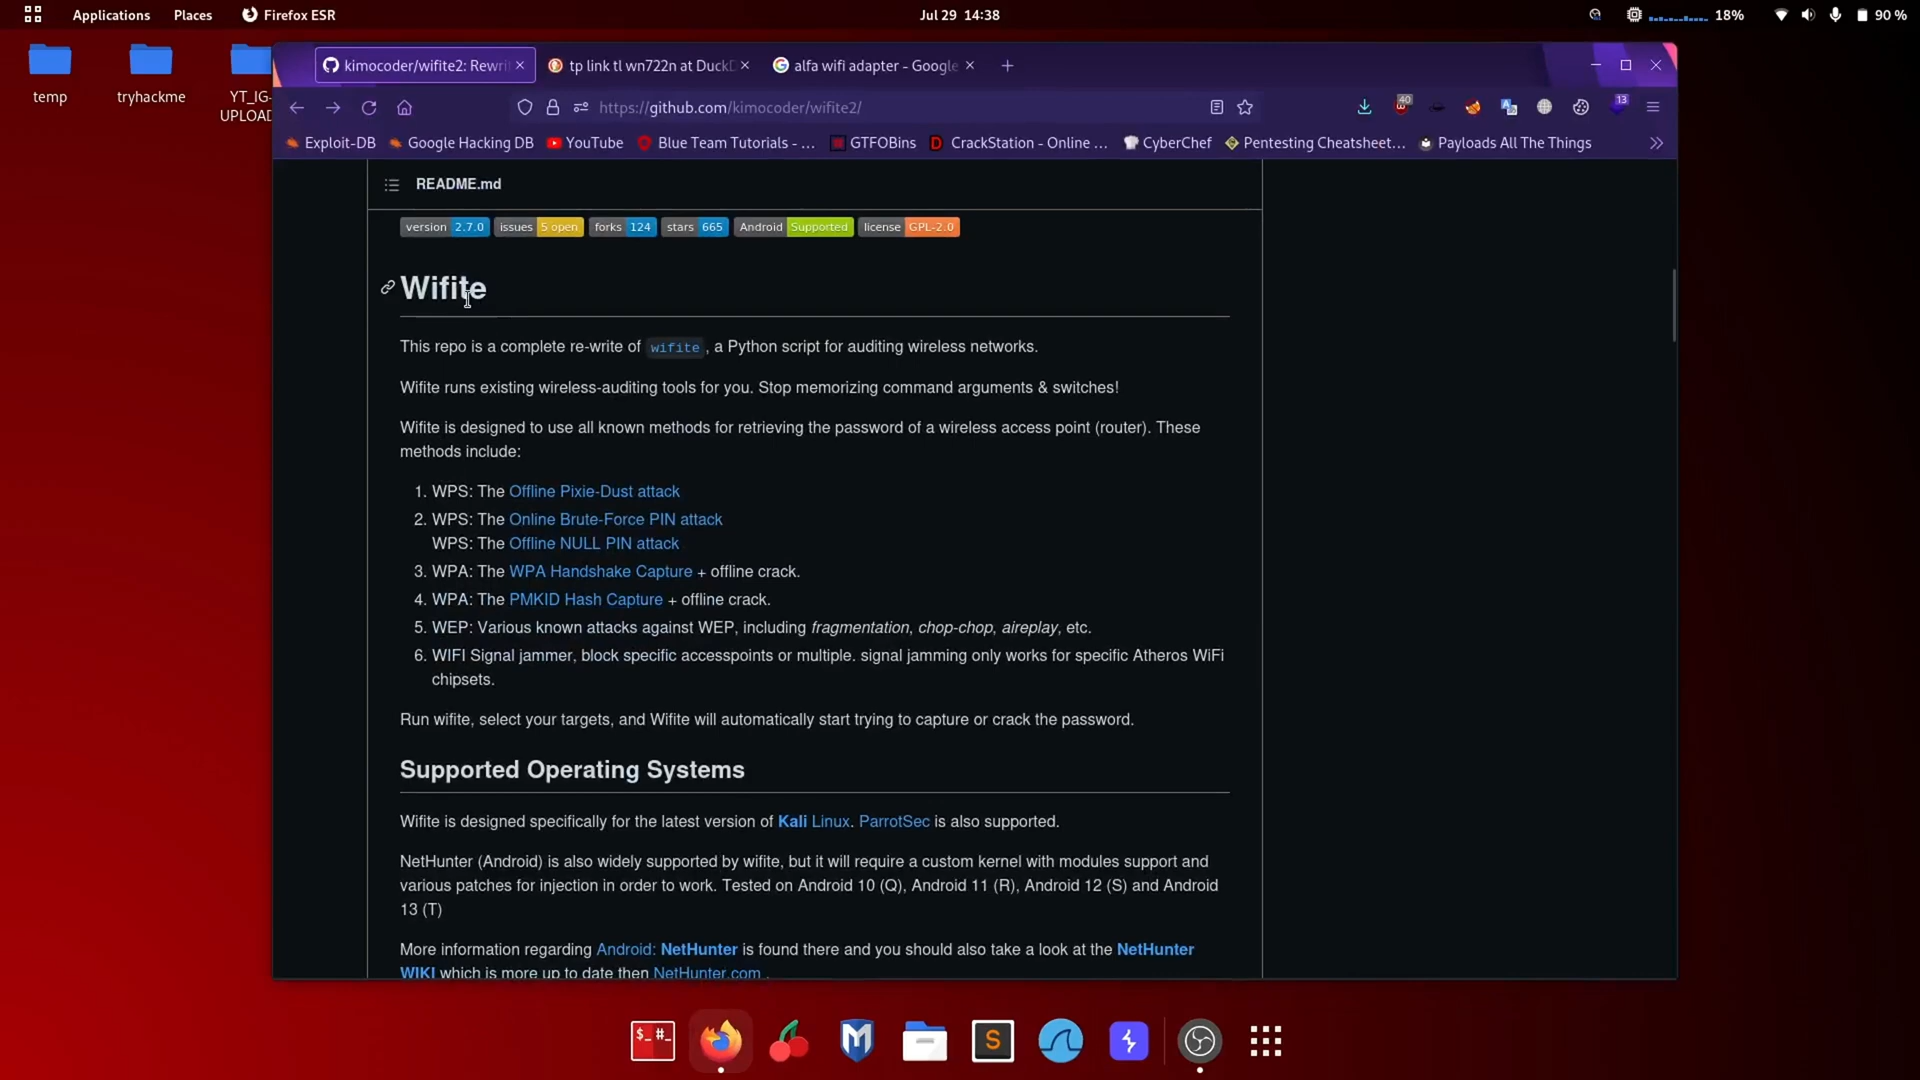 Applications Places Firefox ESR Jul 29 14:38 18% 90 %
temp
tryhackme
YT_IG-
UPLOAD
kimocoder/wifite2: Rewri
tp link tl wn722n at DuckD
alfa wifi adapter - Google
https://github.com/kimocoder/wifite2/
40
13
Exploit-DB Google Hacking DB YouTube Blue Team Tutorials - ... GTFOBins CrackStation - Online ... CyberChef Pentesting Cheatsheet... Payloads All The Things
README.md
version 2.7.0 issues 5 open forks 124 stars 665 Android Supported license GPL-2.0
Wifite
This repo is a complete re-write of wifite , a Python script for auditing wireless networks.
Wifite runs existing wireless-auditing tools for you. Stop memorizing command arguments & switches!
Wifite is designed to use all known methods for retrieving the password of a wireless access point (router). These
methods include:
1. WPS: The Offline Pixie-Dust attack
2. WPS: The Online Brute-Force PIN attack
WPS: The Offline NULL PIN attack
3. WPA: The WPA Handshake Capture + offline crack.
4. WPA: The PMKID Hash Capture + offline crack.
5. WEP: Various known attacks against WEP, including fragmentation, chop-chop, aireplay, etc.
6. WIFI Signal jammer, block specific accesspoints or multiple. signal jamming only works for specific Atheros WiFi
chipsets.
Run wifite, select your targets, and Wifite will automatically start trying to capture or crack the password.
Supported Operating Systems
Wifite is designed specifically for the latest version of Kali Linux. ParrotSec is also supported.
NetHunter (Android) is also widely supported by wifite, but it will require a custom kernel with modules support and
various patches for injection in order to work. Tested on Android 10 (Q), Android 11 (R), Android 12 (S) and Android
13 (T)
More information regarding Android: NetHunter is found there and you should also take a look at the NetHunter
WIKI which is more up to date then NetHunter.com .
$_ #_
M
S